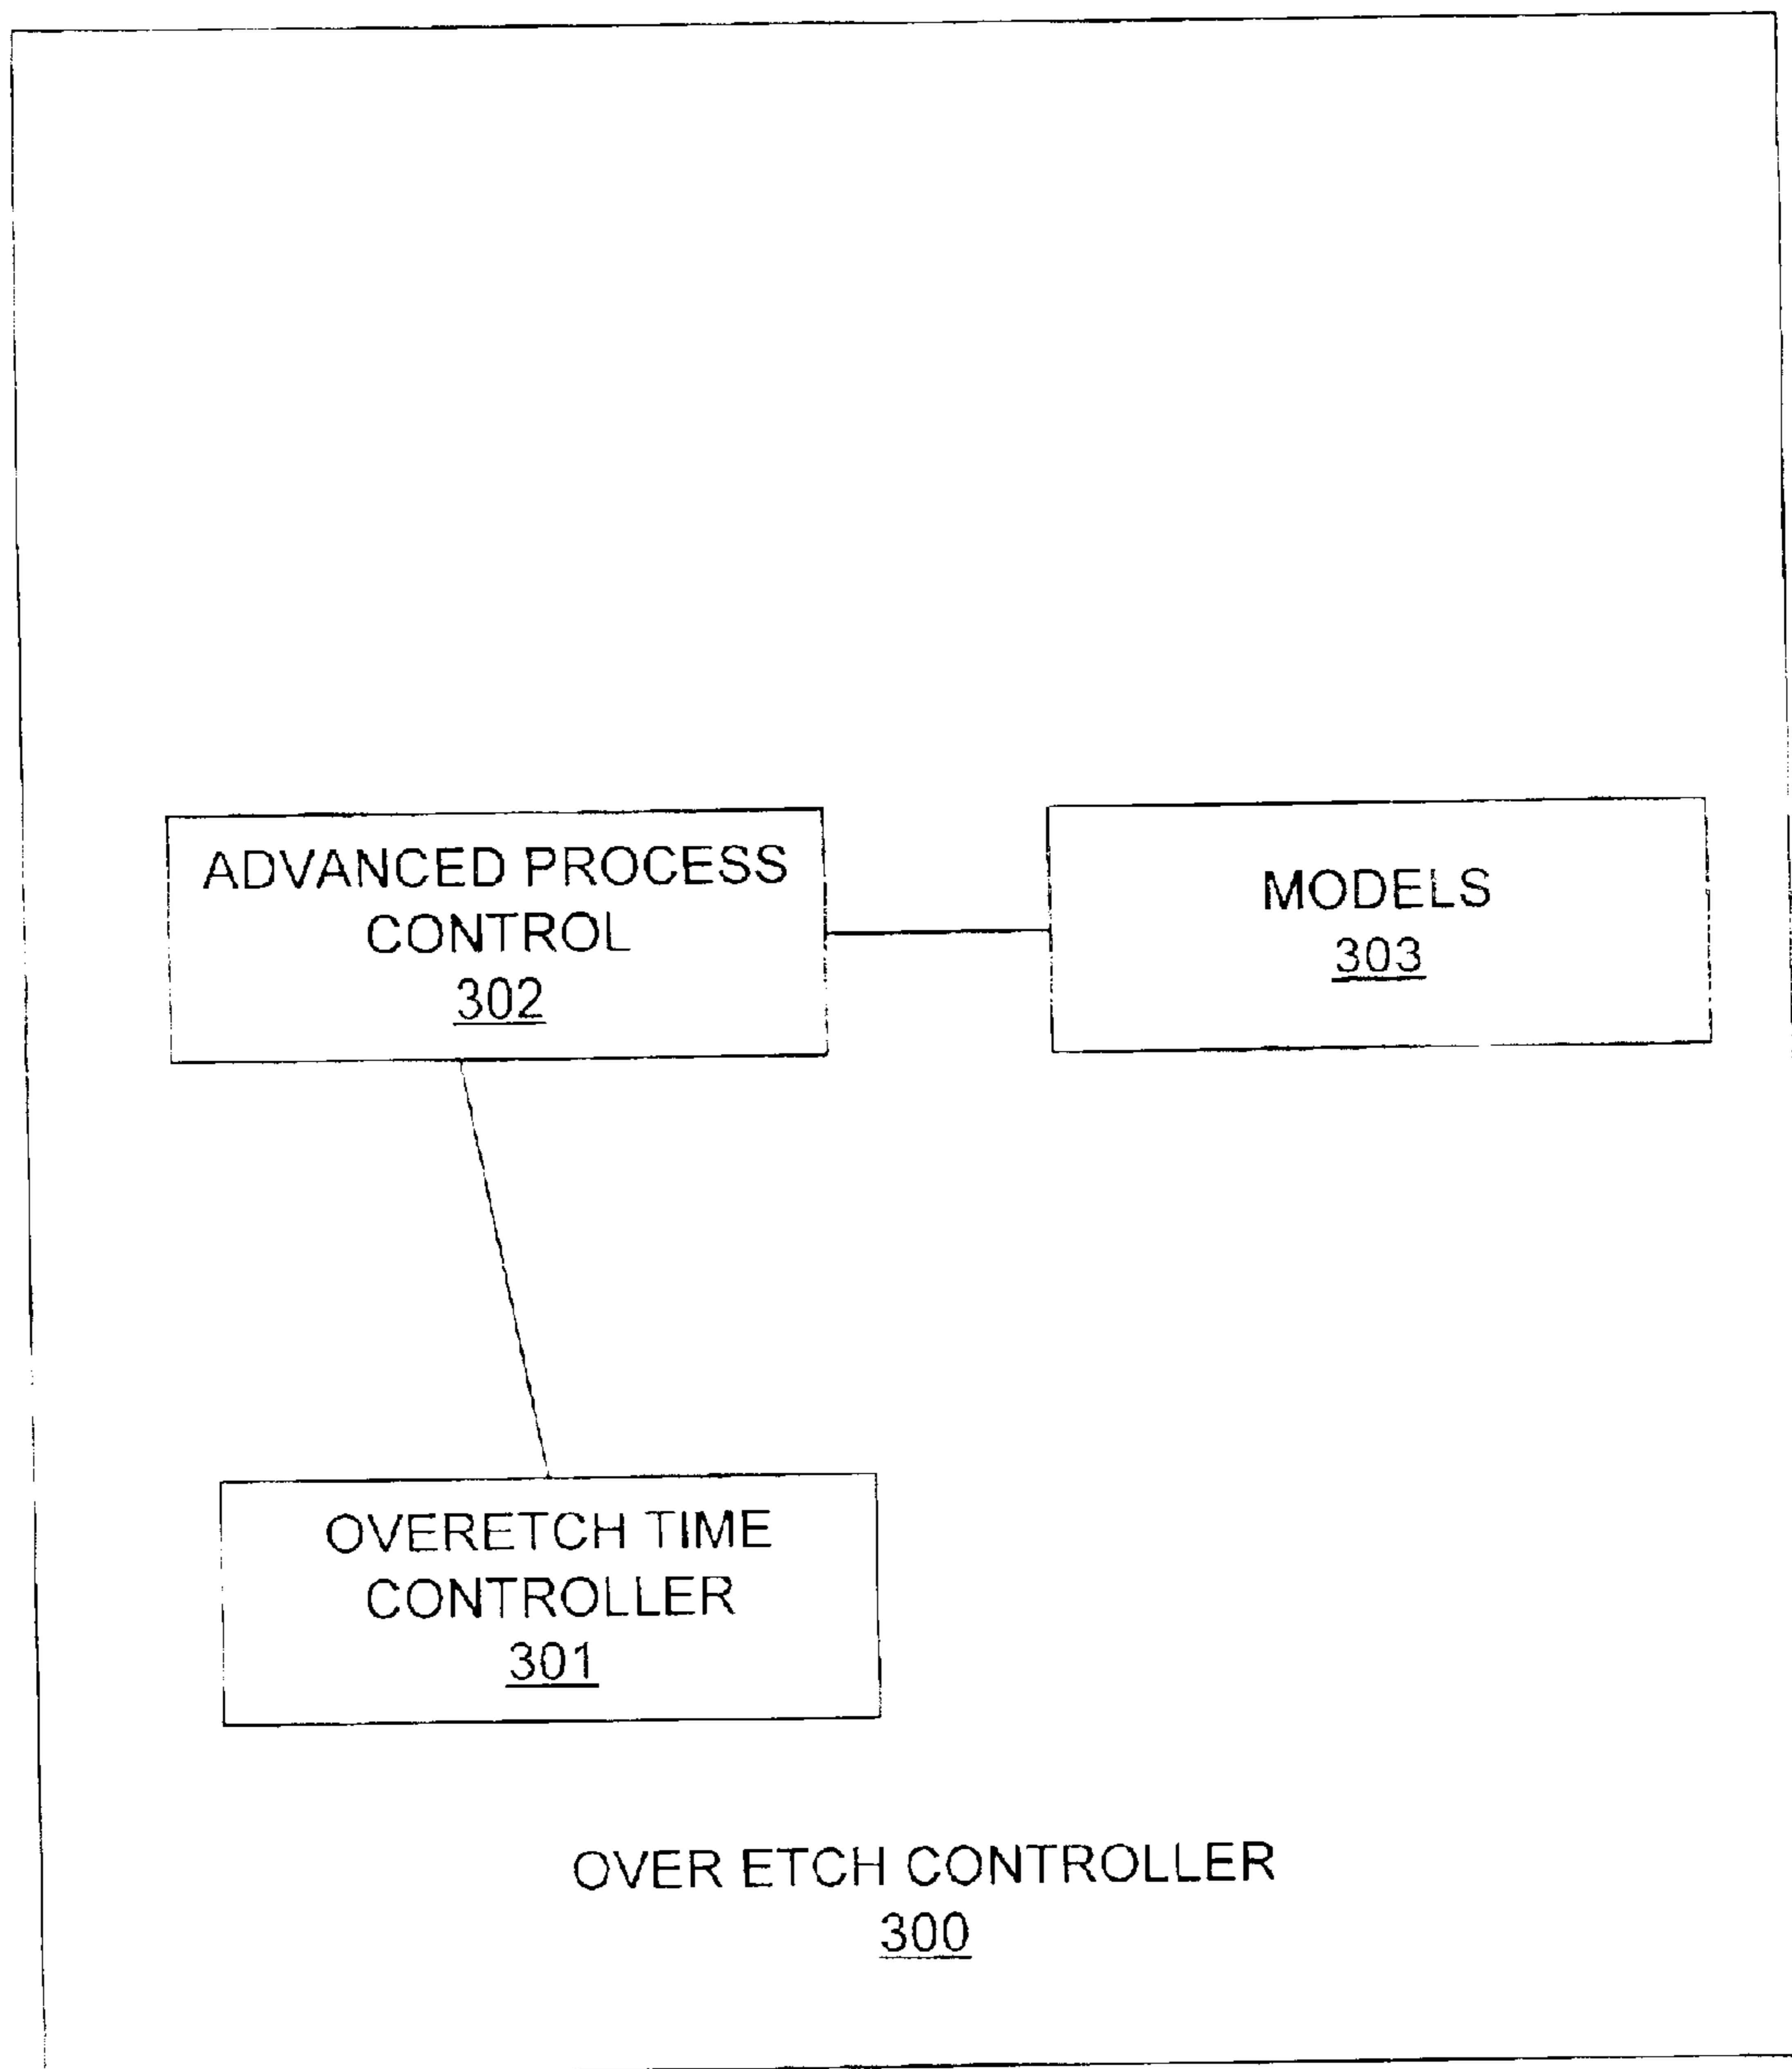 ADVANCED PROCESS
CONTROL
302
MODELS
303
OVERETCH TIME
CONTROLLER
301
OVER ETCH CONTROLLER
300